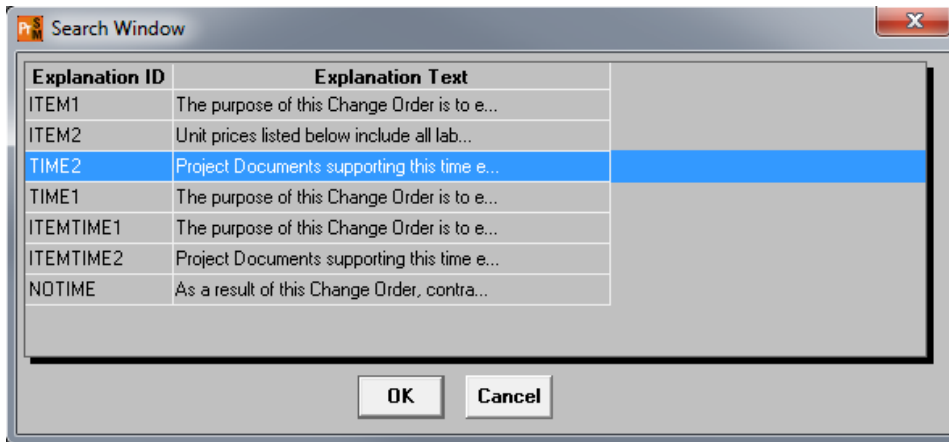 PrSM Search Window
Explanation ID Explanation Text
ITEM1 The purpose of this Change Order is to e...
ITEM2 Unit prices listed below include all lab...
TIME2 Project Documents supporting this time e...
TIME1 The purpose of this Change Order is to e...
ITEMTIME1 The purpose of this Change Order is to e...
ITEMTIME2 Project Documents supporting this time e...
NOTIME As a result of this Change Order, contra...
OK Cancel